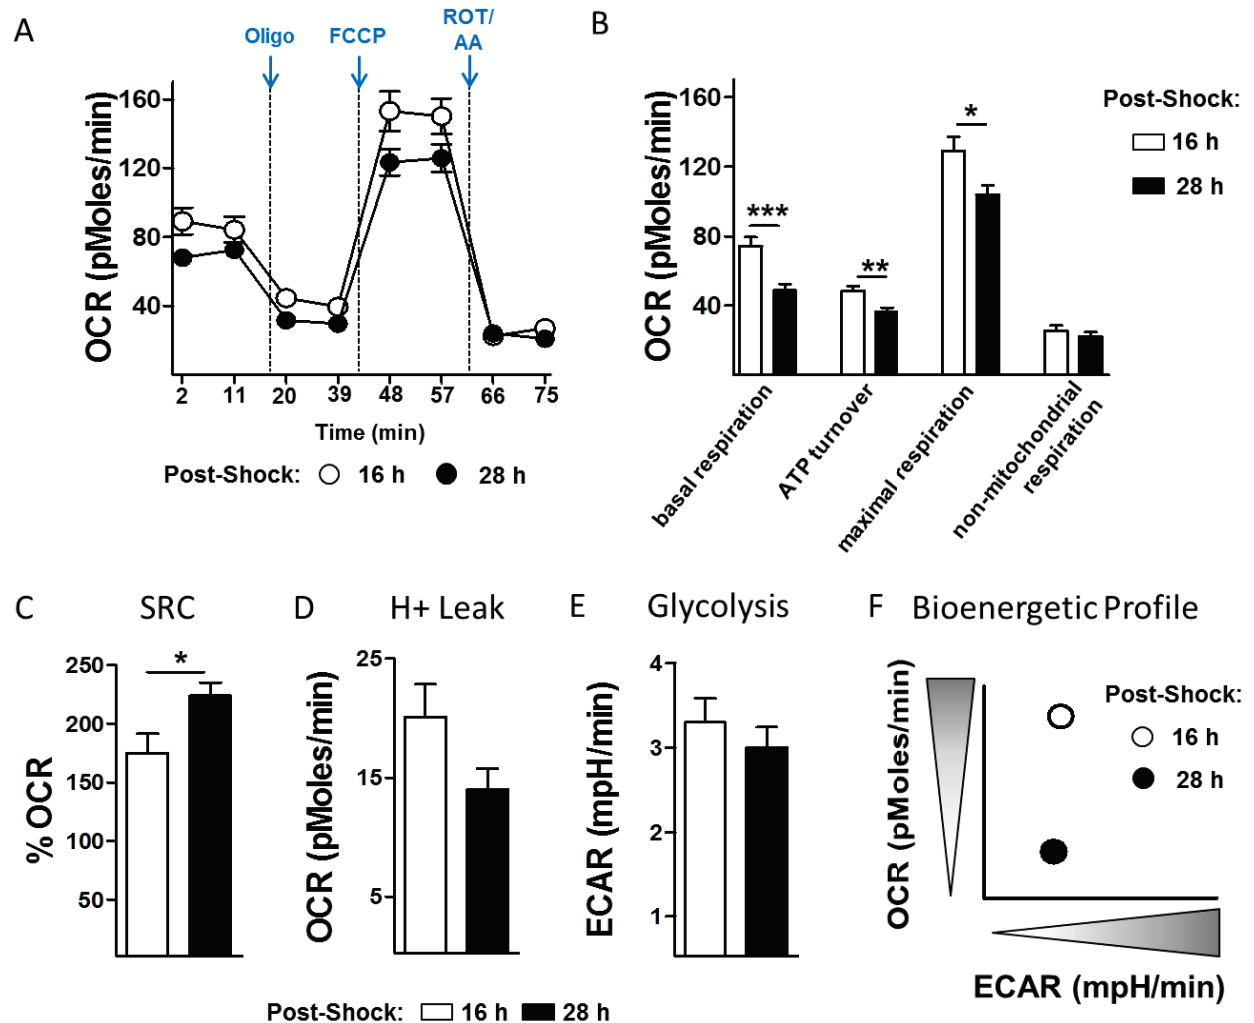 A
Oligo
FCCP
ROT/
AA
OCR (pMoles/min)
160
120
80
40
2 11 20 39 48 57 66 75
Time (min)
Post-Shock: 16 h 28 h
B
OCR (pMoles/min)
160
120
80
40
***
**
*
basal respiration
ATP turnover
maximal respiration
non-mitochondrial
respiration
Post-Shock:
16 h
28 h
C SRC
% OCR
250
200
150
100
50
*
D H+ Leak
OCR (pMoles/min)
25
15
5
E Glycolysis
ECAR (mpH/min)
4
3
2
1
Post-Shock: 16 h 28 h
F Bioenergetic Profile
OCR (pMoles/min)
Post-Shock:
16 h
28 h
ECAR (mpH/min)